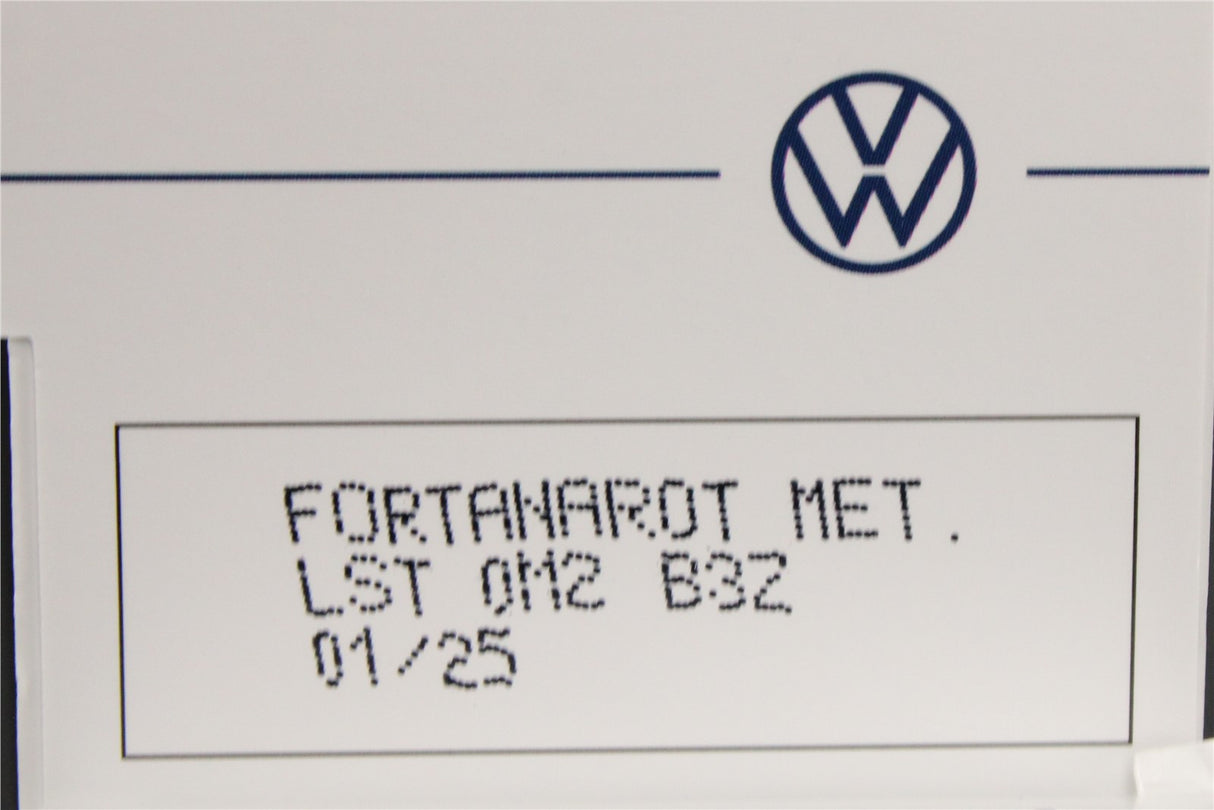 FORTANAROT MET.
LST 0M2 B3Z
01/25